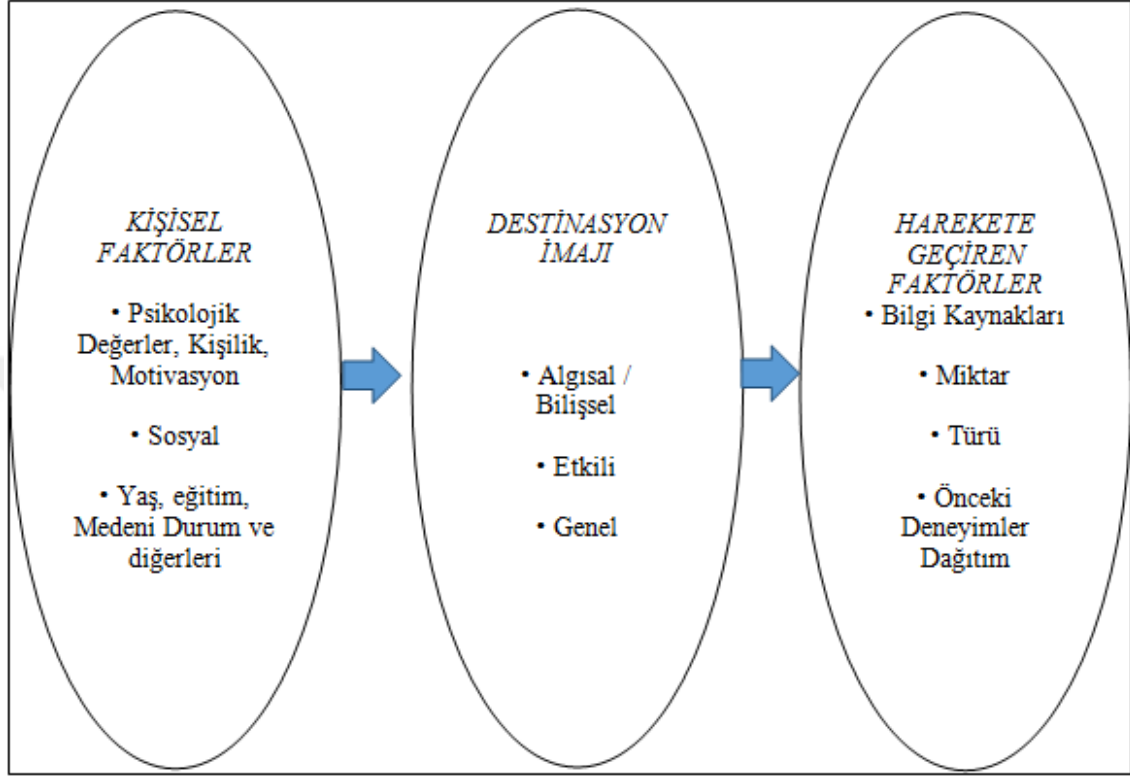 KİŞİSEL
FAKTÖRLER
• Psikolojik
Değerler, Kişilik,
Motivasyon
• Sosyal
• Yaş, eğitim,
Medeni Durum ve
diğerleri
DESTİNASYON
İMAJI
• Algısal /
Bilişsel
• Etkili
• Genel
HAREKETE
GEÇİREN
FAKTÖRLER
• Bilgi Kaynakları
• Miktar
• Türü
• Önceki
Deneyimler
Dağıtım